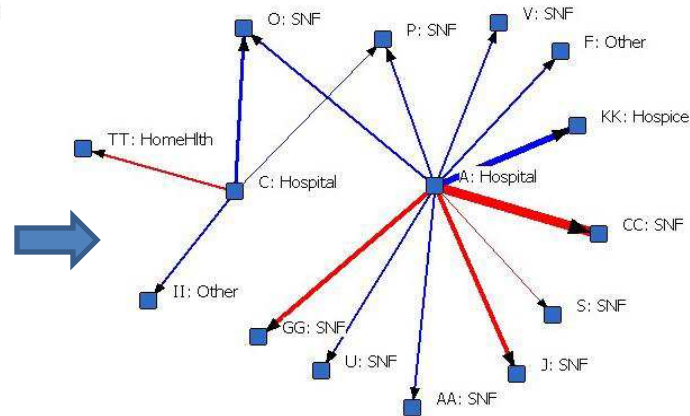 O: SNF
P: SNF
V: SNF
F: Other
KK: Hospice
TT: HomeHlth
C: Hospital
A: Hospital
CC: SNF
II: Other
S: SNF
GG: SNF
U: SNF
J: SNF
AA: SNF